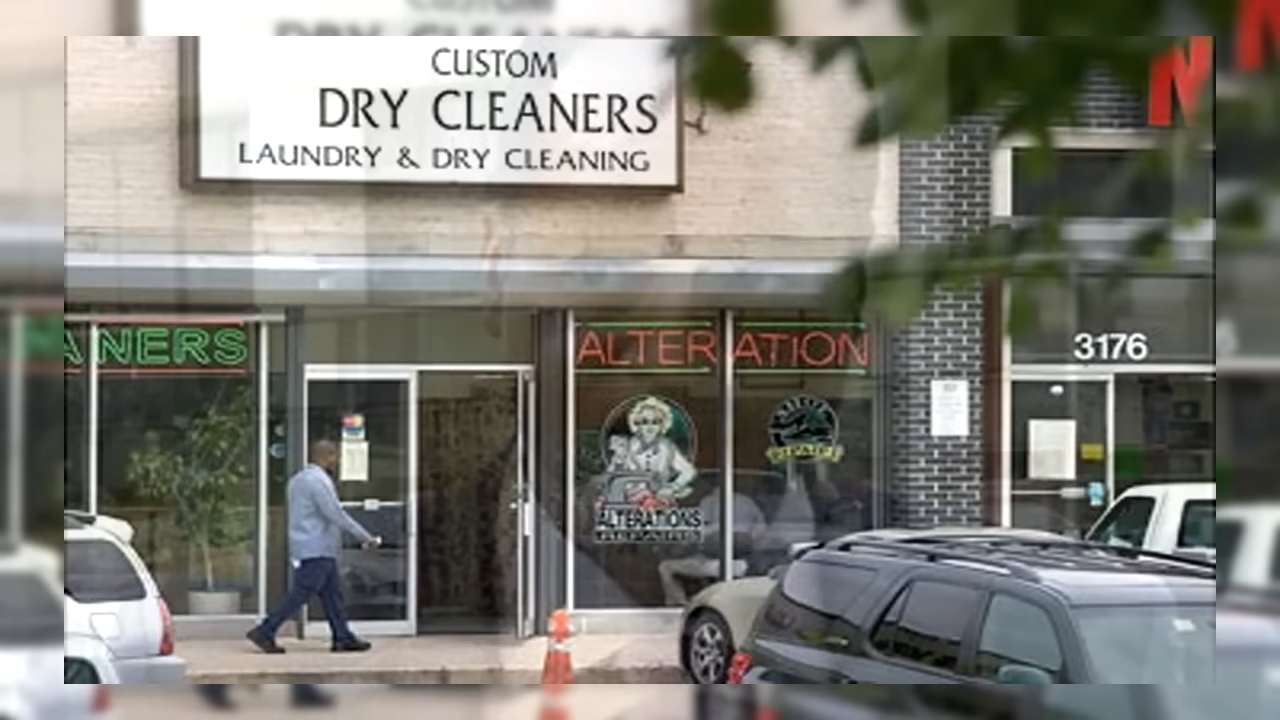 CUSTOM
DRY CLEANERS
LAUNDRY & DRY CLEANING
ANERS
ALTERATION
3176
ALTERATIONS